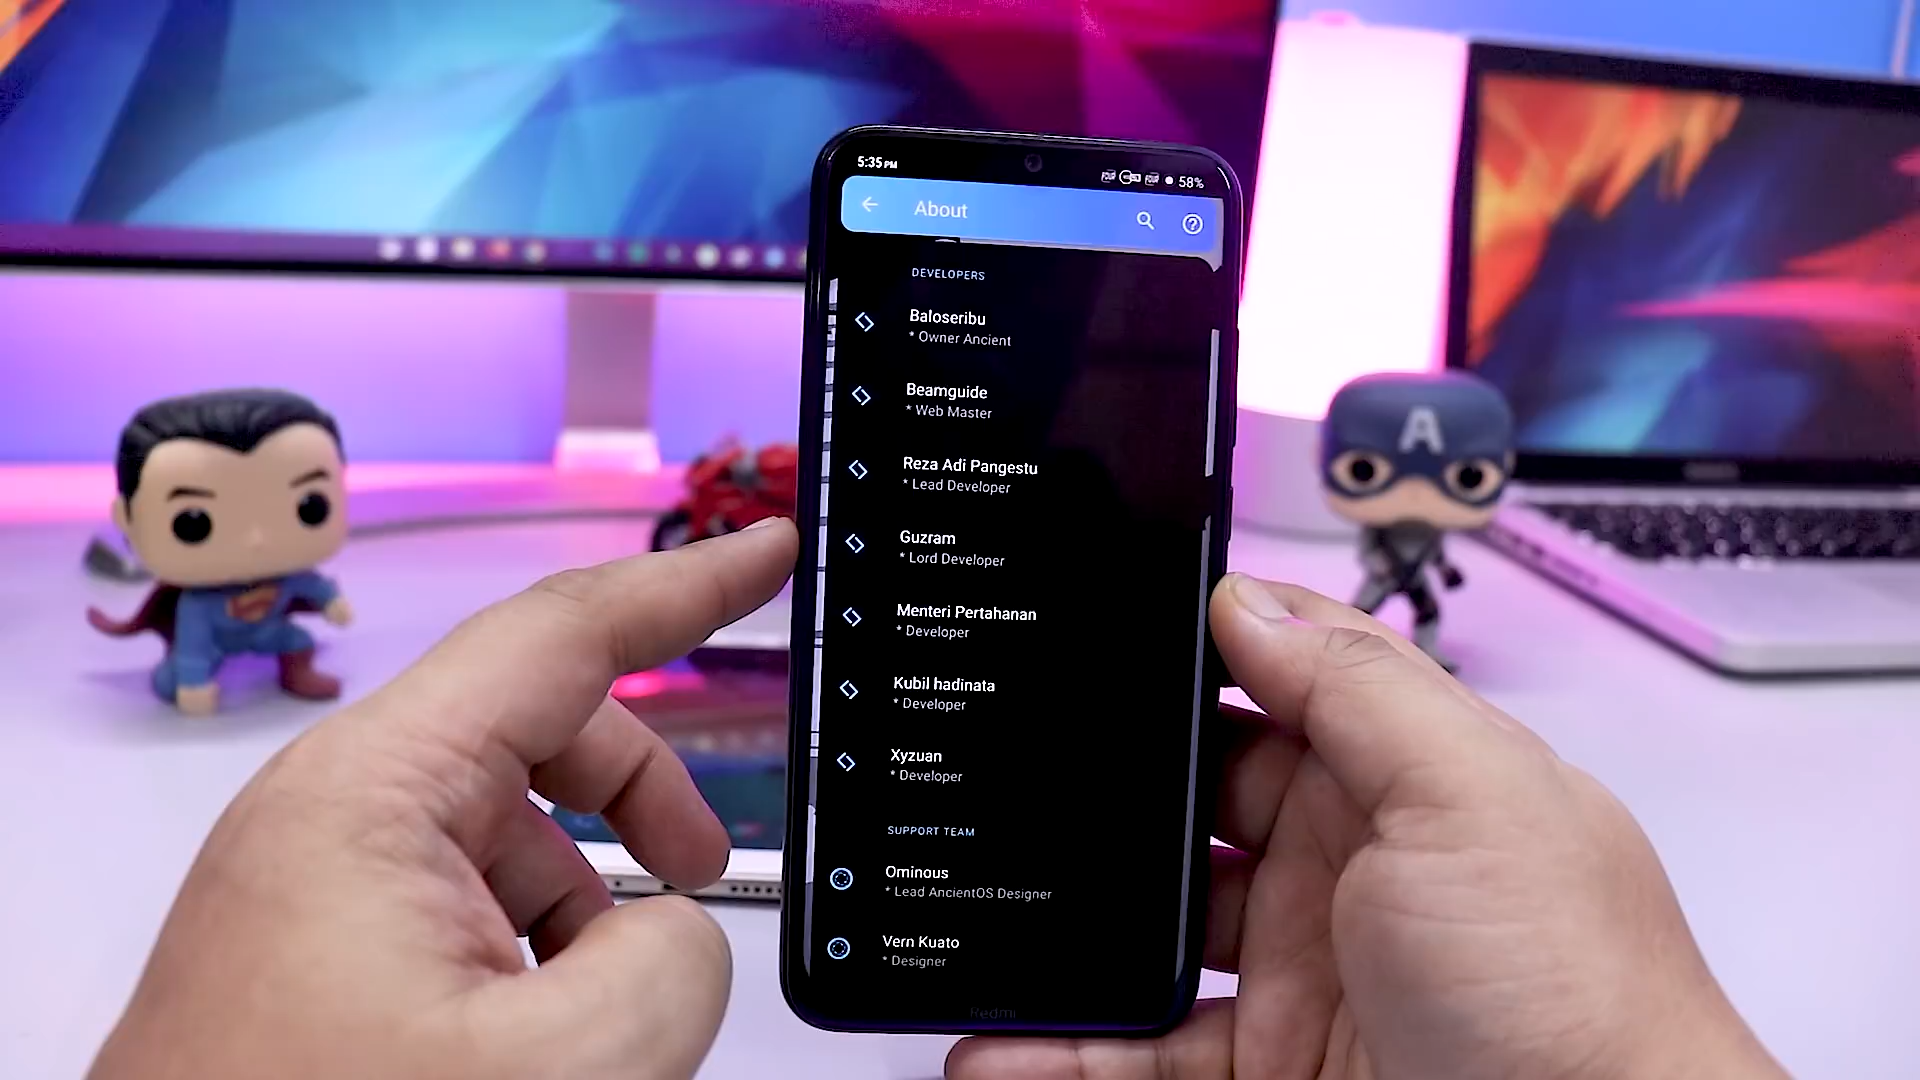 5:35 PM
58%
About
DEVELOPERS
Baloseribu
* Owner Ancient
Beamguide
* Web Master
Reza Adi Pangestu
* Lead Developer
Guzram
* Lord Developer
Menteri Pertahanan
* Developer
Kubil hadinata
* Developer
Xyzuan
* Developer
SUPPORT TEAM
Ominous
* Lead AncientOS Designer
Vern Kuato
* Designer
Redmi
A